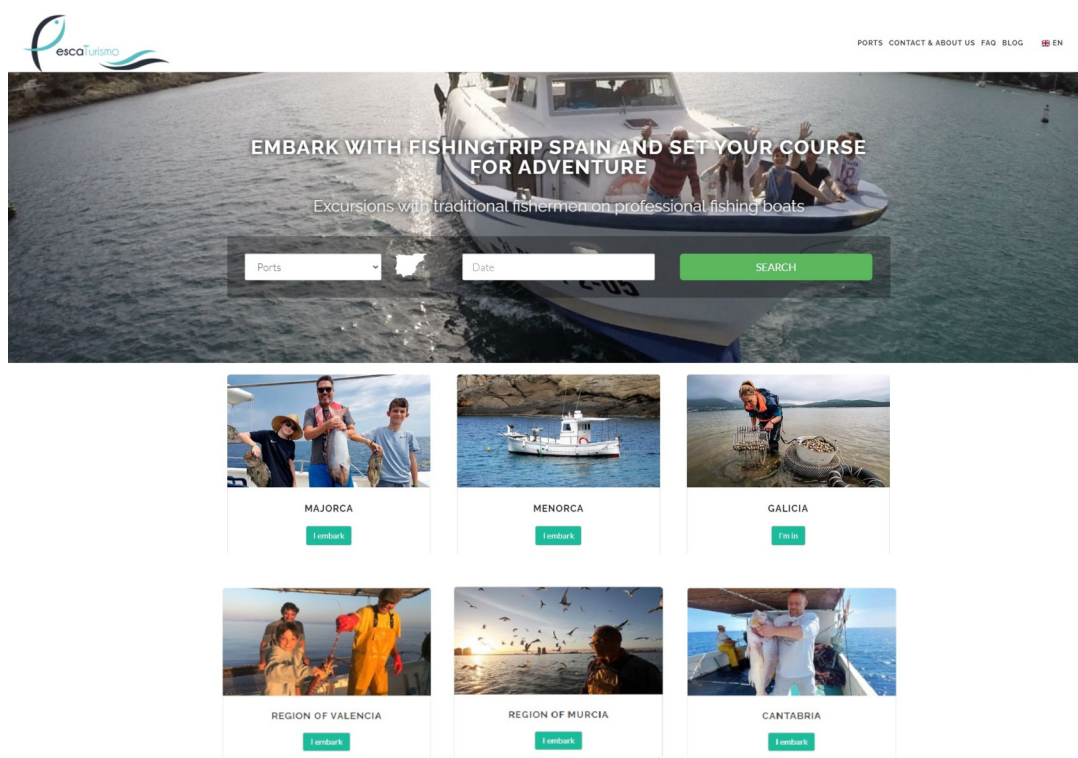 escaTurismo
PORTS CONTACT & ABOUT US FAQ BLOG EN
EMBARK WITH FISHINGTRIP SPAIN AND SET YOUR COURSE
FOR ADVENTURE
Excursions with traditional fishermen on professional fishing boats
Ports
Date
SEARCH
MAJORCA
MENORCA
GALICIA
I embark
I embark
I'm in
REGION OF VALENCIA
REGION OF MURCIA
CANTABRIA
I embark
I embark
I embark